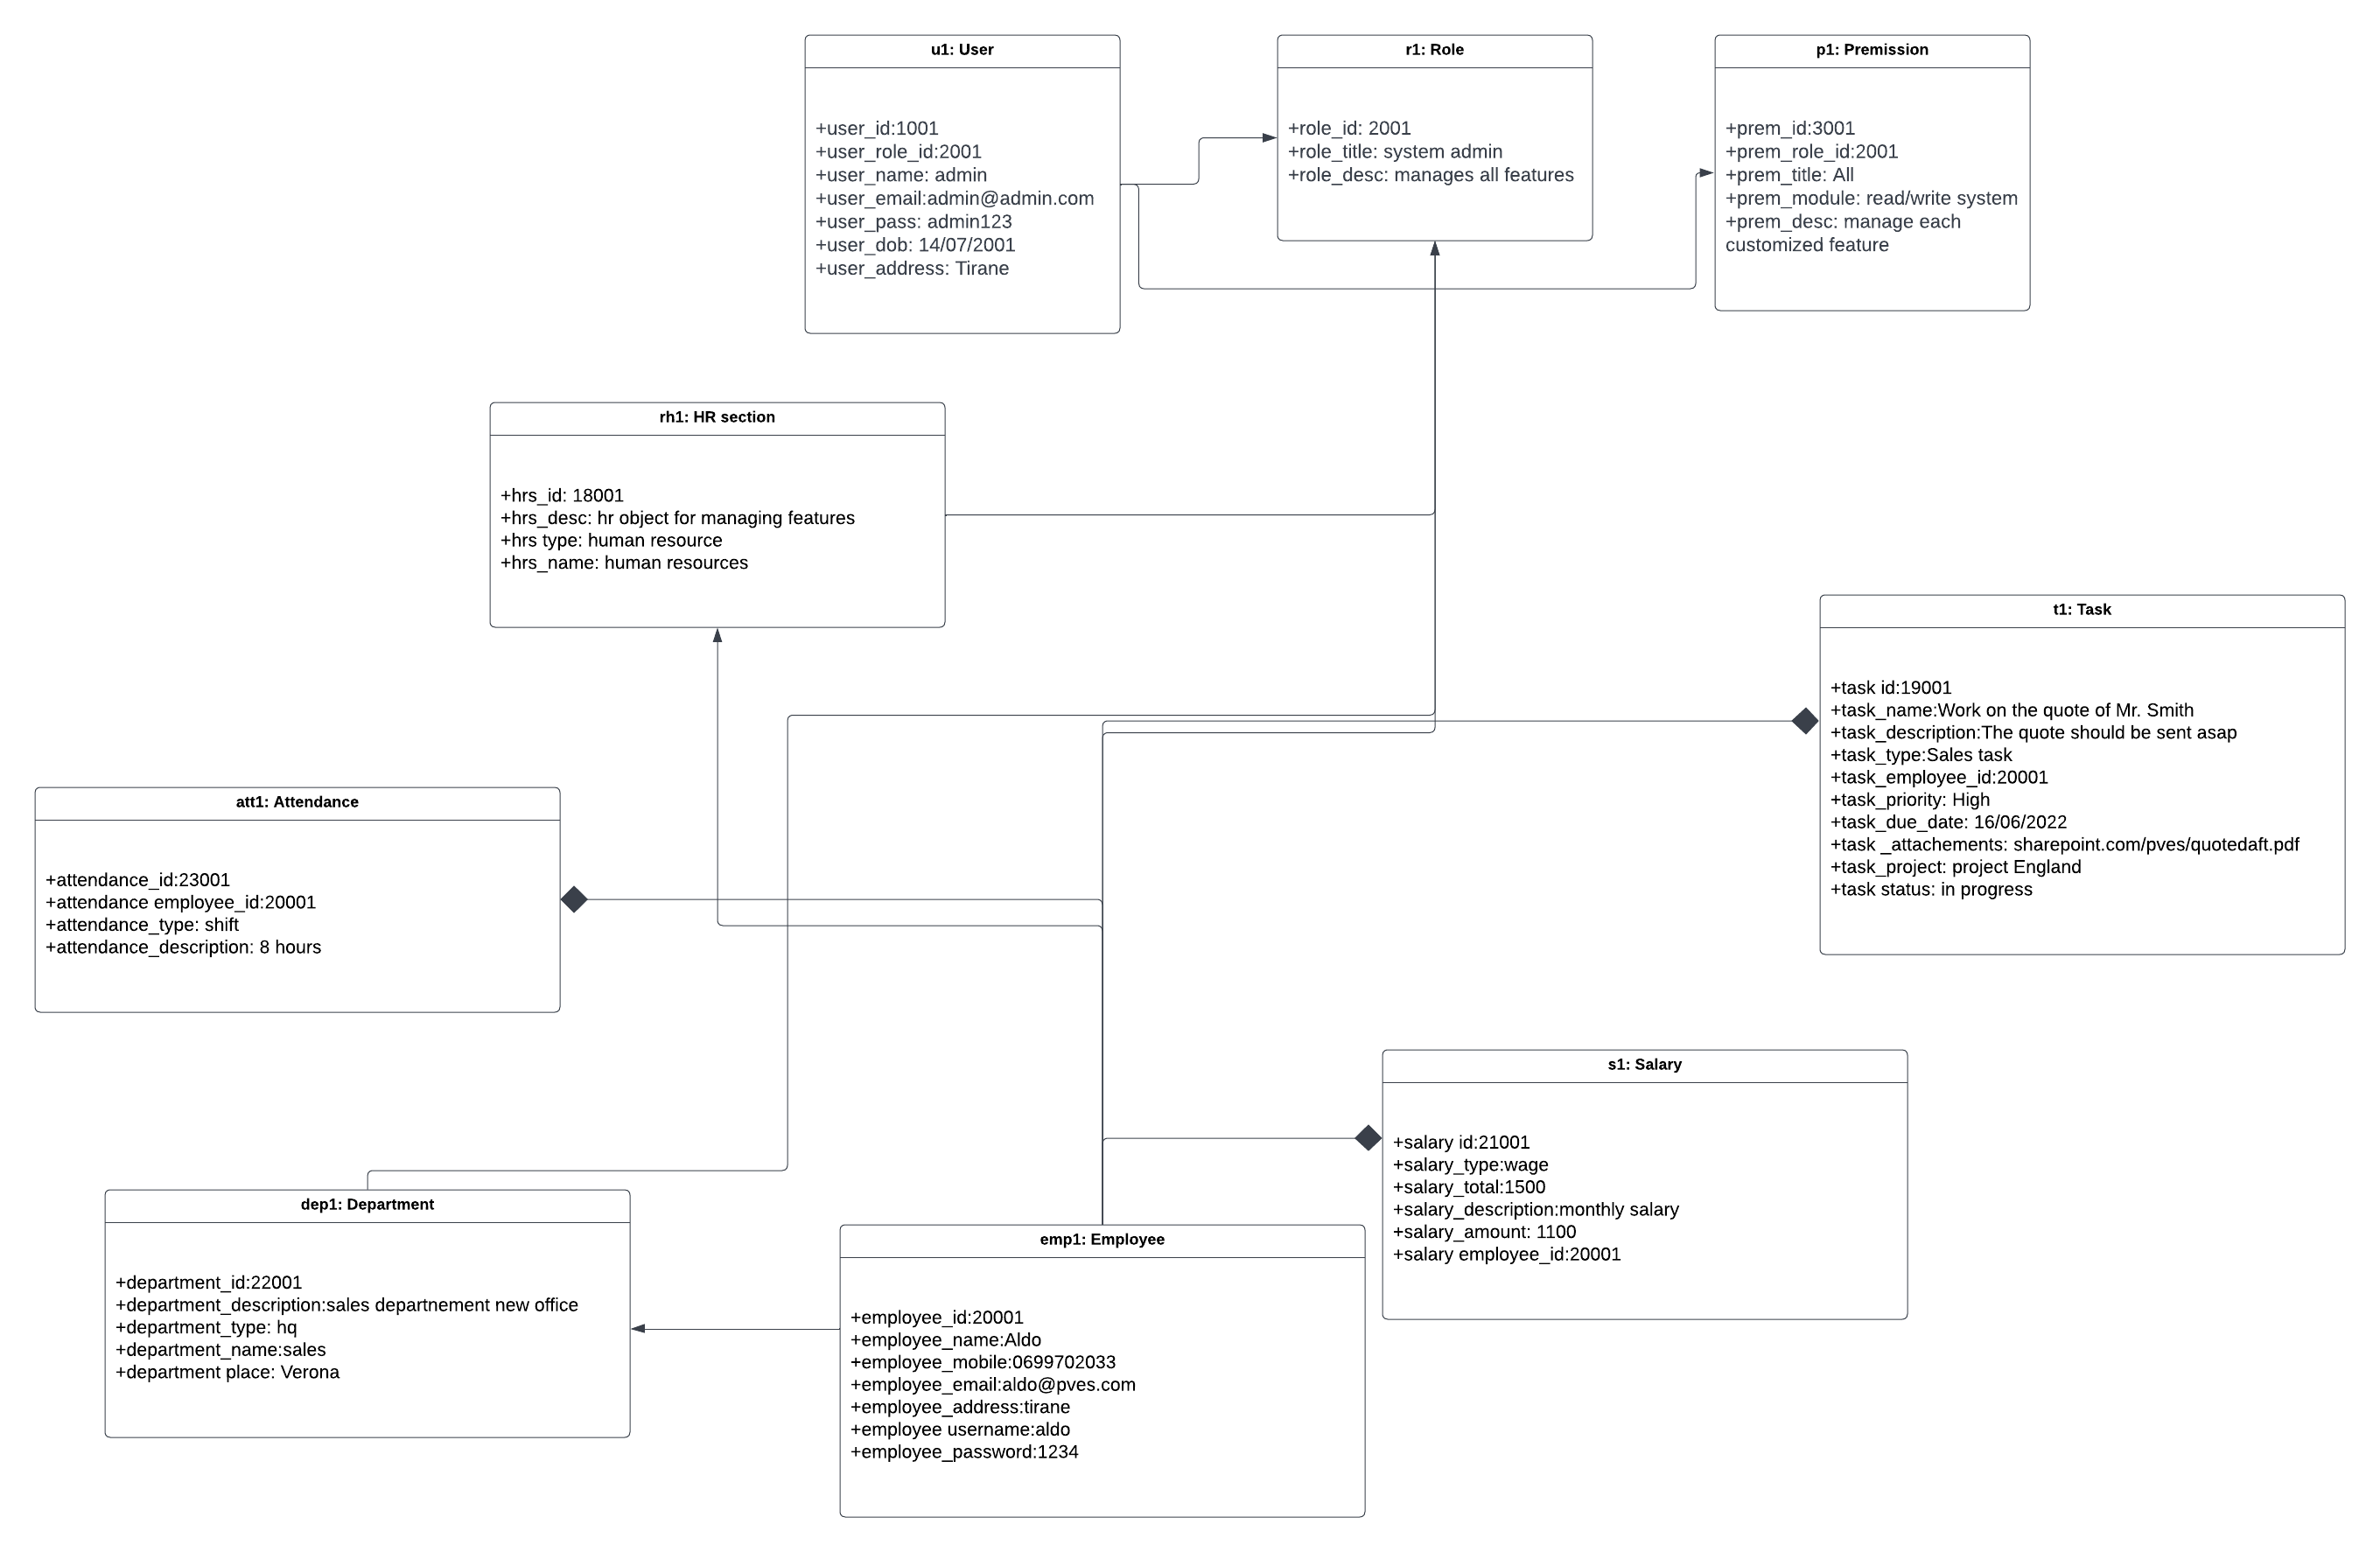 u1: User
+user_id:1001
+user_role_id:2001
+user_name: admin
+user_email:admin@admin.com
+user_pass: admin123
+user_dob: 14/07/2001
+user_address: Tirane
r1: Role
+role_id: 2001
+role_title: system admin
+role_desc: manages all features
p1: Premission
+prem_id:3001
+prem_role_id:2001
+prem_title: All
+prem_module: read/write system
+prem_desc: manage each
customized feature
rh1: HR section
+hrs_id: 18001
+hrs_desc: hr object for managing features
+hrs type: human resource
+hrs_name: human resources
t1: Task
+task id:19001
+task_name:Work on the quote of Mr. Smith
+task_description:The quote should be sent asap
+task_type:Sales task
+task_employee_id:20001
+task_priority: High
+task_due_date: 16/06/2022
+task _attachements: sharepoint.com/pves/quotedaft.pdf
+task_project: project England
+task status: in progress
att1: Attendance
+attendance_id:23001
+attendance employee_id:20001
+attendance_type: shift
+attendance_description: 8 hours
s1: Salary
+salary id:21001
+salary_type:wage
+salary_total:1500
+salary_description:monthly salary
+salary_amount: 1100
+salary employee_id:20001
dep1: Department
+department_id:22001
+department_description:sales departnement new office
+department_type: hq
+department_name:sales
+department place: Verona
emp1: Employee
+employee_id:20001
+employee_name:Aldo
+employee_mobile:0699702033
+employee_email:aldo@pves.com
+employee_address:tirane
+employee username:aldo
+employee_password:1234